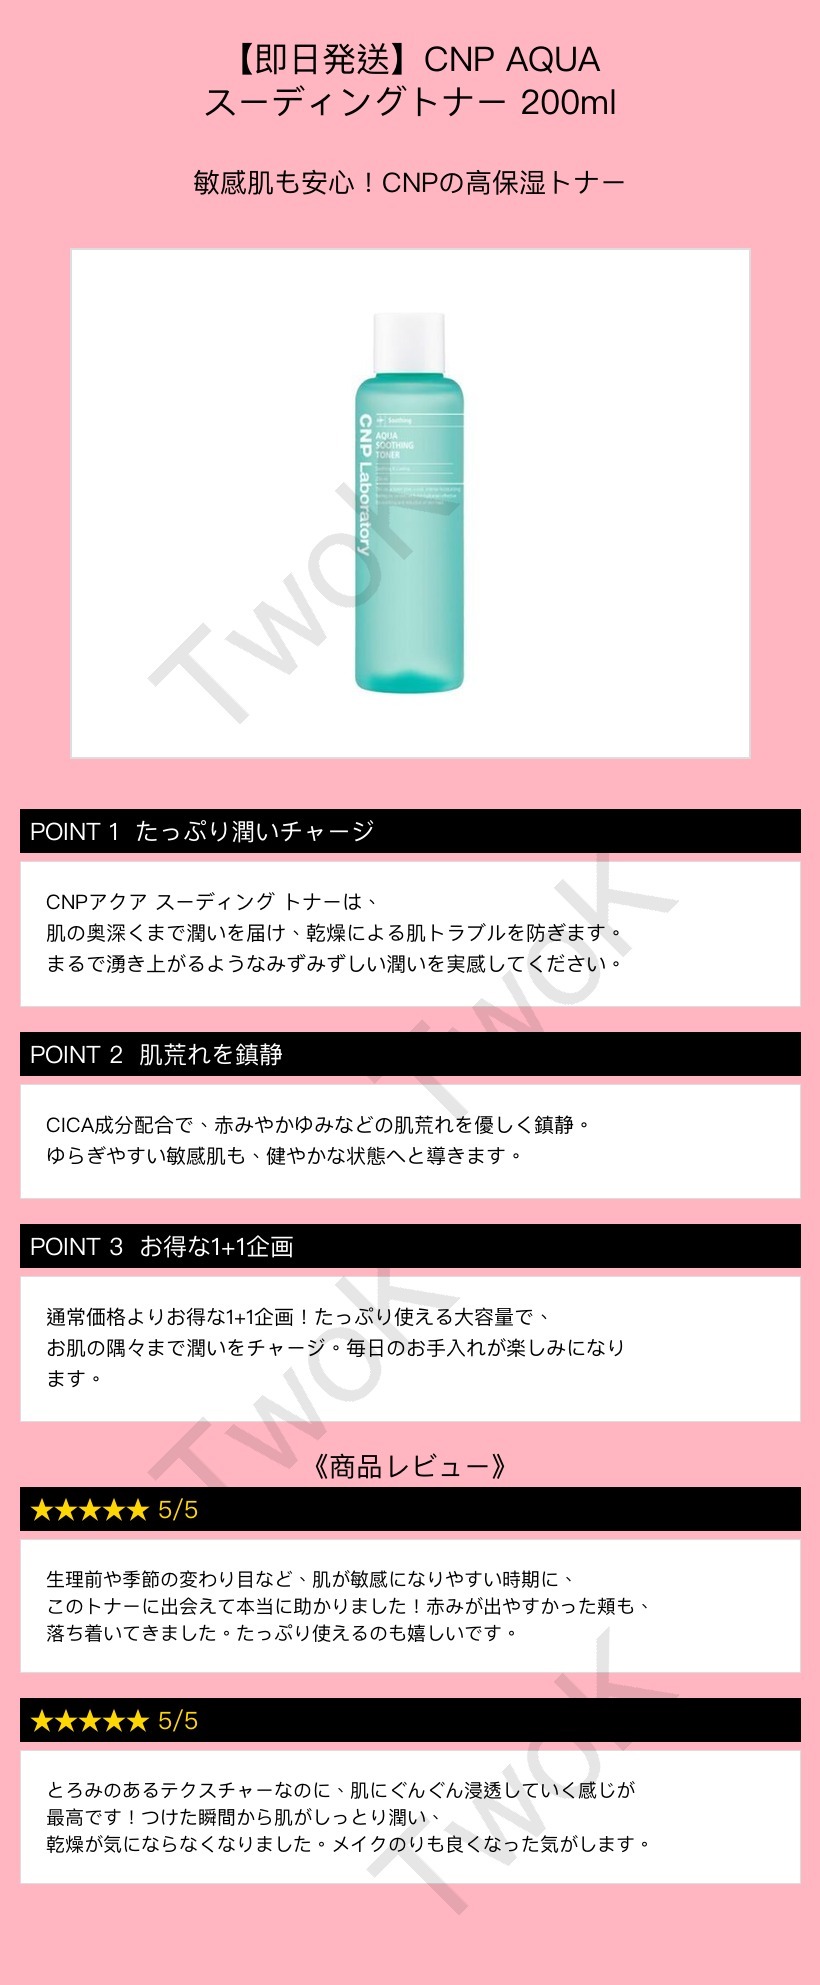 【即日発送】CNP AQUA
スーディングトナー 200ml
敏感肌も安心！CNPの高保湿トナー
Soothing
AQUA
SOOTHING
TONER
CNP Laboratory
TwoK
POINT 1 たっぷり潤いチャージ
CNPアクア スーディング トナーは、
肌の奥深くまで潤いを届け、乾燥による肌トラブルを防ぎます。
まるで湧き上がるようなみずみずしい潤いを実感してください。
TwoK
POINT 2 肌荒れを鎮静
CICA成分配合で、赤みやかゆみなどの肌荒れを優しく鎮静。
ゆらぎやすい敏感肌も、健やかな状態へと導きます。
POINT 3 お得な1+1企画
通常価格よりお得な1+1企画！たっぷり使える大容量で、
お肌の隅々まで潤いをチャージ。毎日のお手入れが楽しみになり
ます。
TwoK
《商品レビュー》
★★★★★ 5/5
生理前や季節の変わり目など、肌が敏感になりやすい時期に、
このトナーに出会えて本当に助かりました！赤みが出やすかった頬も、
落ち着いてきました。たっぷり使えるのも嬉しいです。
★★★★★ 5/5
とろみのあるテクスチャーなのに、肌にぐんぐん浸透していく感じが
最高です！つけた瞬間から肌がしっとり潤い、
乾燥が気にならなくなりました。メイクのりも良くなった気がします。
TwoK